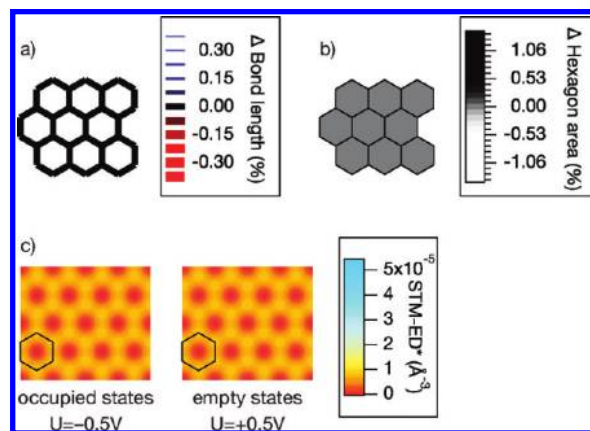 a)
0.30
0.15
0.00
-0.15
-0.30
Δ Bond length (%)
b)
1.06
0.53
0.00
-0.53
-1.06
Δ Hexagon area (%)
c)
occupied states
U=-0.5V
empty states
U=+0.5V
5x10⁻⁵
4
3
2
1
0
STM-ED* (Å⁻³)